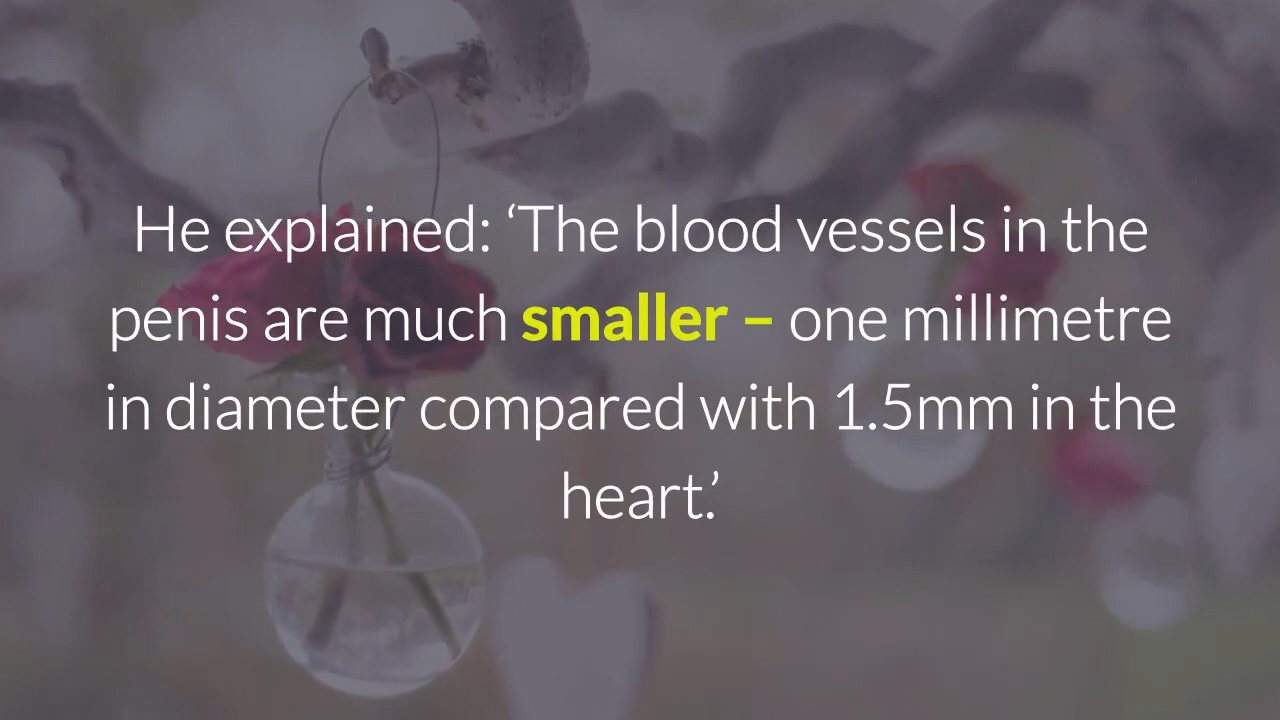 He explained: ‘The blood vessels in the
penis are much smaller – one millimetre
in diameter compared with 1.5mm in the
heart.’